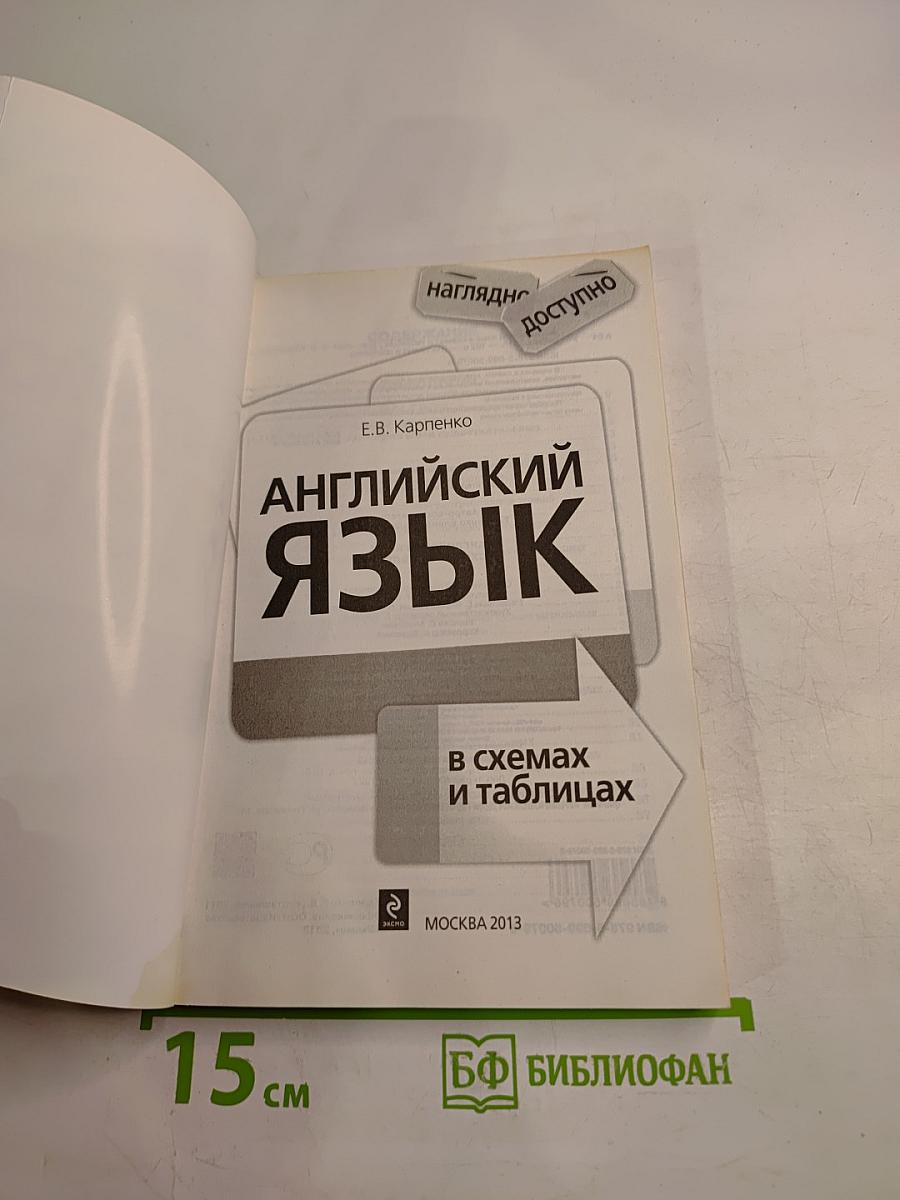 наглядно
доступно
Е.В. Карпенко
АНГЛИЙСКИЙ
ЯЗЫК
в схемах
и таблицах
ЭКСМО
МОСКВА 2013
15 см
БФ БИБЛИОФАН